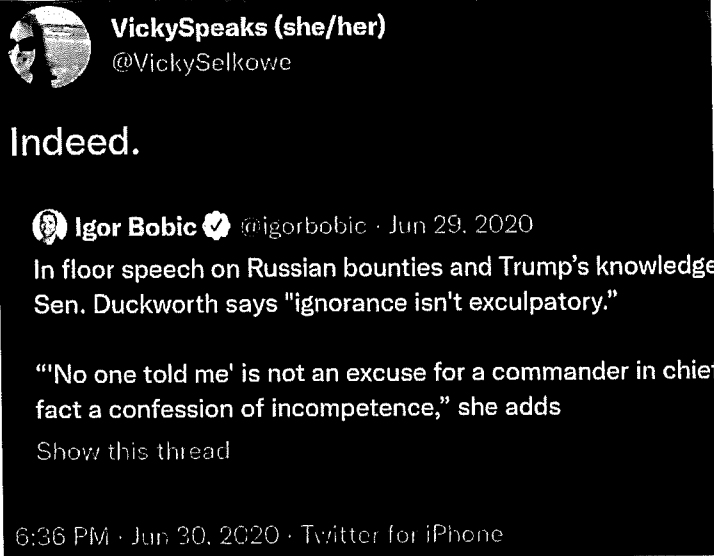 VickySpeaks (she/her)
@VickySelkowe
Indeed.
Igor Bobic @igorbobic · Jun 29, 2020
In floor speech on Russian bounties and Trump's knowledge
Sen. Duckworth says "ignorance isn't exculpatory.”
“'No one told me' is not an excuse for a commander in chief
fact a confession of incompetence,” she adds
Show this thread
6:36 PM · Jun 30, 2020 · Twitter for iPhone